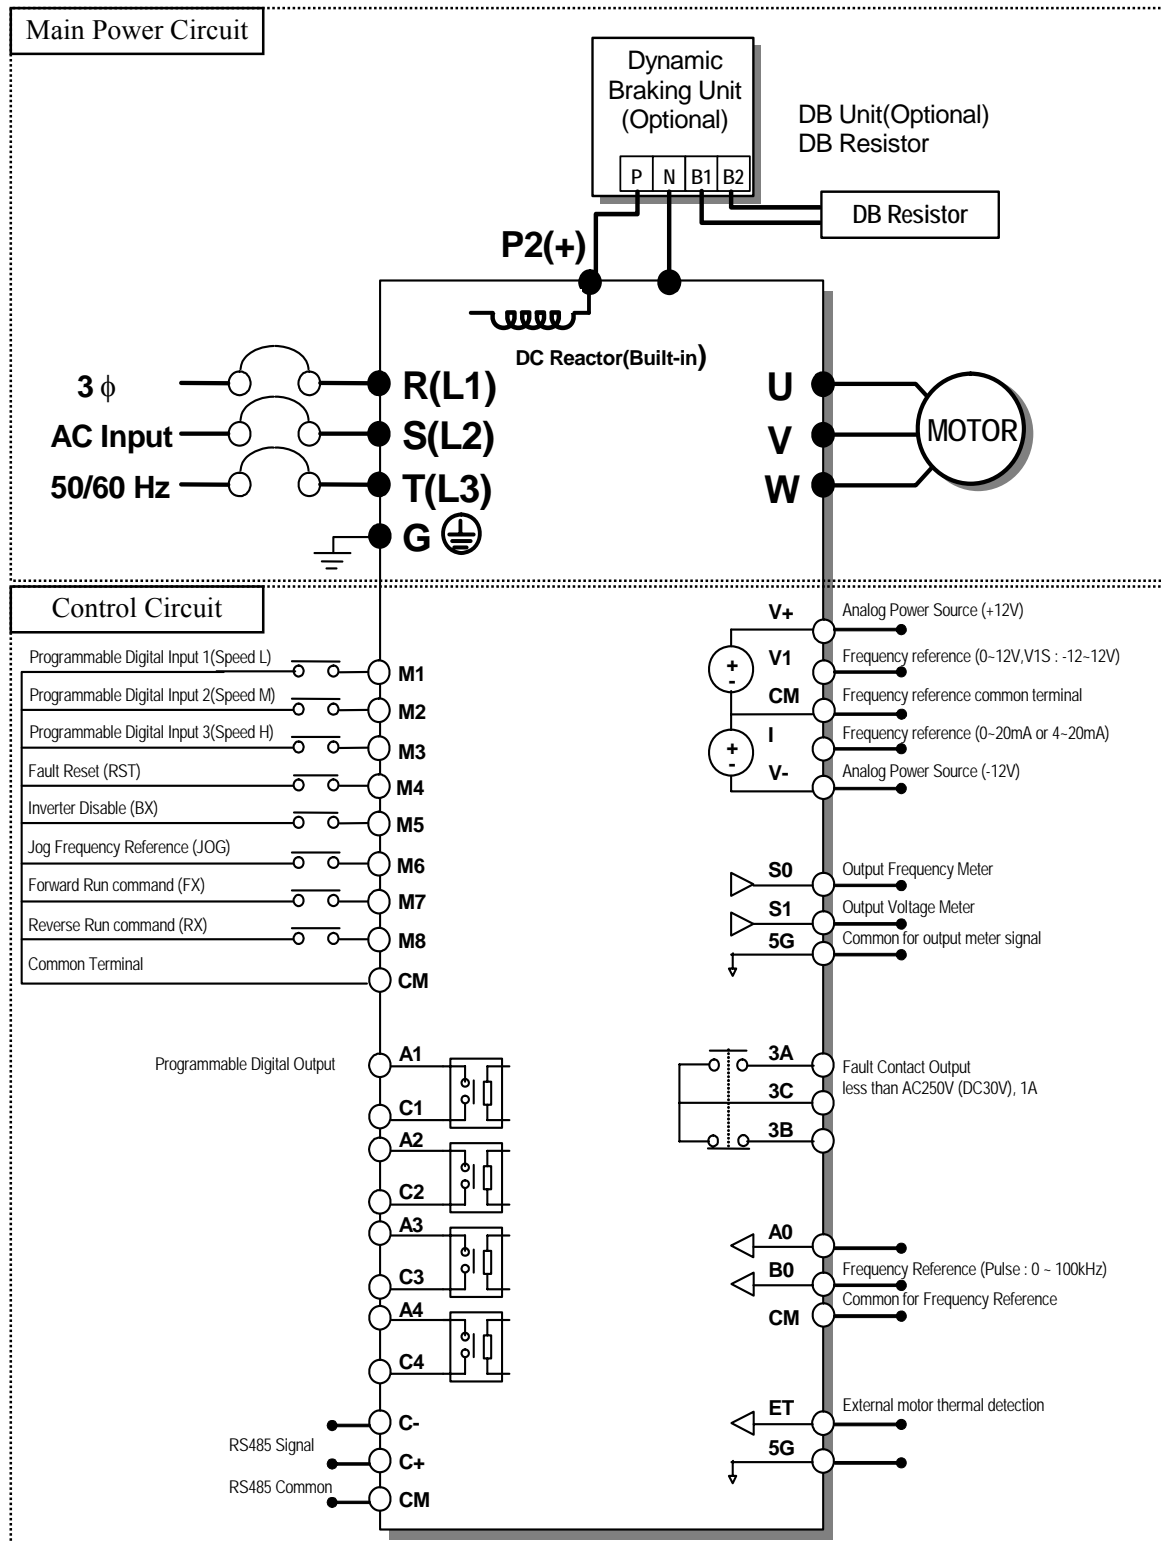 Main Power Circuit
Dynamic
Braking Unit
(Optional)
P N B1 B2
DB Unit(Optional)
DB Resistor
DB Resistor
P2(+)
DC Reactor(Built-in)
3 ϕ
AC Input
50/60 Hz
R(L1)
S(L2)
T(L3)
G
U
V
W
MOTOR
Control Circuit
Programmable Digital Input 1(Speed L)
M1
Programmable Digital Input 2(Speed M)
M2
Programmable Digital Input 3(Speed H)
M3
Fault Reset (RST)
M4
Inverter Disable (BX)
M5
Jog Frequency Reference (JOG)
M6
Forward Run command (FX)
M7
Reverse Run command (RX)
M8
Common Terminal
CM
Programmable Digital Output
A1
C1
A2
C2
A3
C3
A4
C4
C-
RS485 Signal
C+
RS485 Common
CM
V+
Analog Power Source (+12V)
+
-
V1
Frequency reference (0~12V,V1S : -12~12V)
CM
Frequency reference common terminal
+
-
I
Frequency reference (0~20mA or 4~20mA)
V-
Analog Power Source (-12V)
S0
Output Frequency Meter
S1
Output Voltage Meter
5G
Common for output meter signal
3A
3C
3B
Fault Contact Output
less than AC250V (DC30V), 1A
A0
B0
Frequency Reference (Pulse : 0 ~ 100kHz)
CM
Common for Frequency Reference
ET
External motor thermal detection
5G